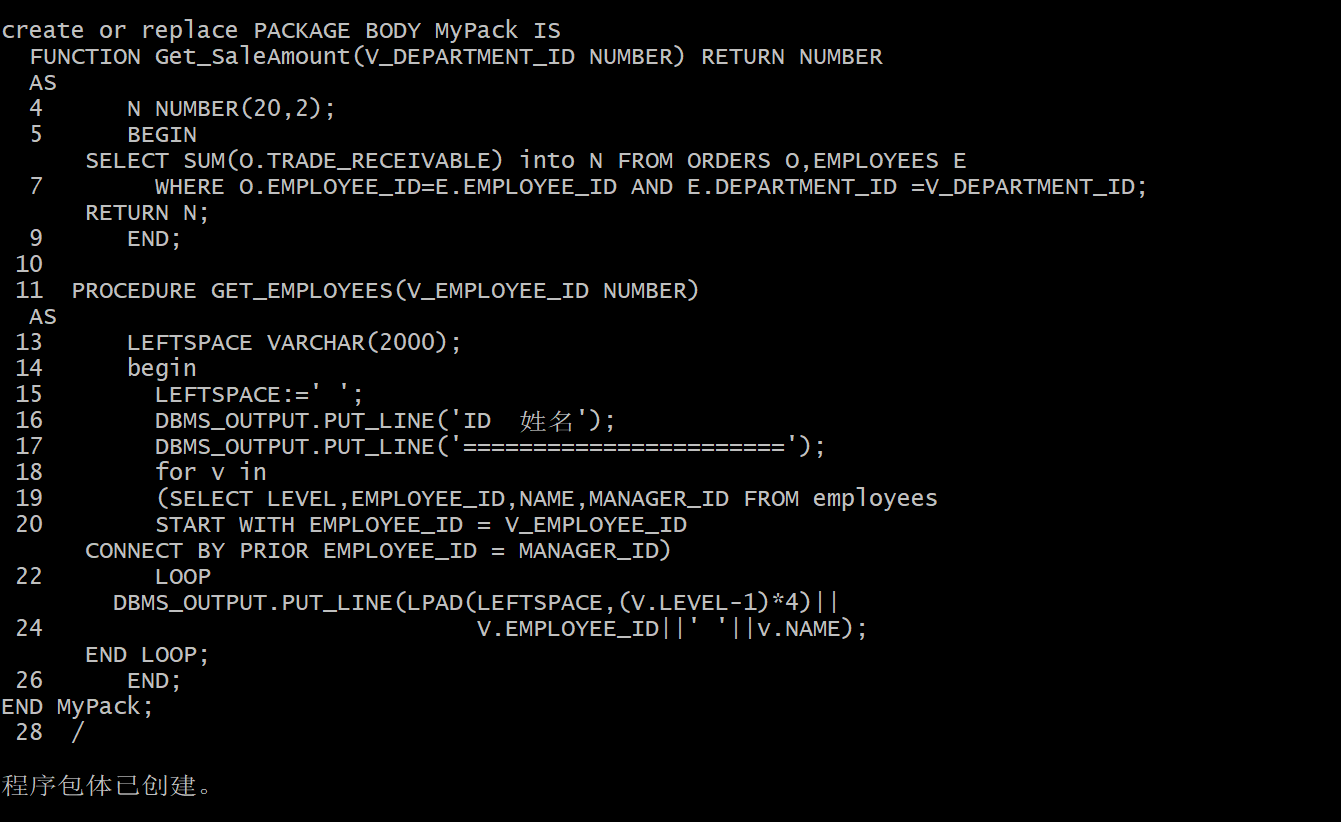 create or replace PACKAGE BODY MyPack IS
  FUNCTION Get_SaleAmount(V_DEPARTMENT_ID NUMBER) RETURN NUMBER
  AS
  4      N NUMBER(20,2);
  5      BEGIN
      SELECT SUM(O.TRADE_RECEIVABLE) into N FROM ORDERS O,EMPLOYEES E
  7        WHERE O.EMPLOYEE_ID=E.EMPLOYEE_ID AND E.DEPARTMENT_ID =V_DEPARTMENT_ID;
      RETURN N;
  9      END;
 10
 11  PROCEDURE GET_EMPLOYEES(V_EMPLOYEE_ID NUMBER)
  AS
 13      LEFTSPACE VARCHAR(2000);
 14      begin
 15        LEFTSPACE:=' ';
 16        DBMS_OUTPUT.PUT_LINE('ID  姓名');
 17        DBMS_OUTPUT.PUT_LINE('=======================');
 18        for v in
 19        (SELECT LEVEL,EMPLOYEE_ID,NAME,MANAGER_ID FROM employees
 20        START WITH EMPLOYEE_ID = V_EMPLOYEE_ID
      CONNECT BY PRIOR EMPLOYEE_ID = MANAGER_ID)
 22        LOOP
        DBMS_OUTPUT.PUT_LINE(LPAD(LEFTSPACE,(V.LEVEL-1)*4)||
 24                               V.EMPLOYEE_ID||' '||v.NAME);
      END LOOP;
 26      END;
END MyPack;
 28  /
程序包体已创建。